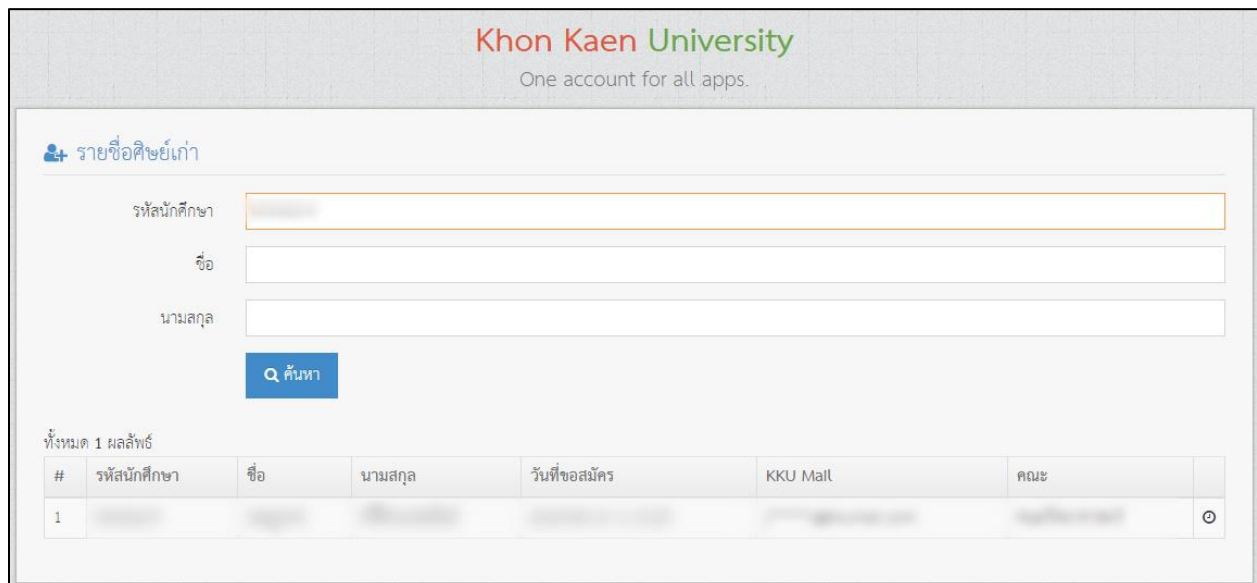 Khon Kaen University
One account for all apps.
รายชื่อศิษย์เก่า
รหัสนักศึกษา
ชื่อ
นามสกุล
ค้นหา
ทั้งหมด 1 ผลลัพธ์
# รหัสนักศึกษา ชื่อ นามสกุล วันที่ขอสมัคร KKU Mail คณะ
1